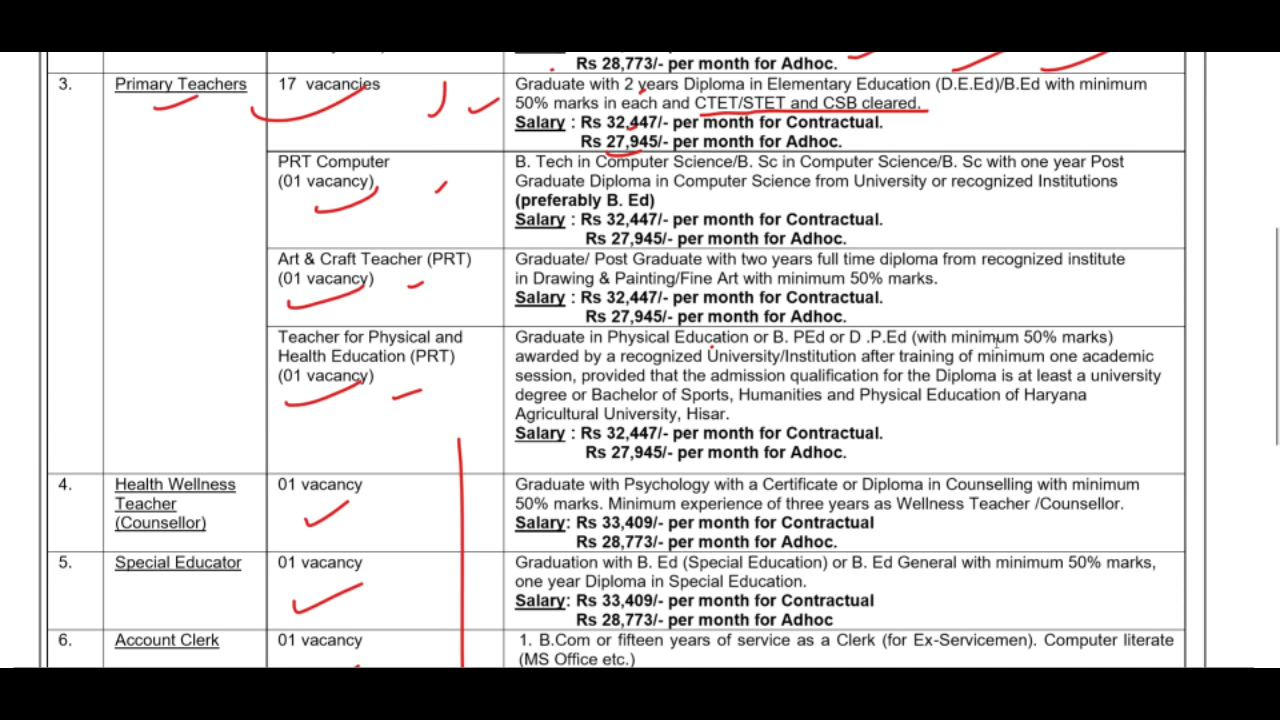 Rs 28,773/- per month for Adhoc.
3. Primary Teachers 17 vacancies Graduate with 2 years Diploma in Elementary Education (D.E.Ed)/B.Ed with minimum
50% marks in each and CTET/STET and CSB cleared.
Salary : Rs 32,447/- per month for Contractual.
Rs 27,945/- per month for Adhoc.
PRT Computer B. Tech in Computer Science/B. Sc in Computer Science/B. Sc with one year Post
(01 vacancy) Graduate Diploma in Computer Science from University or recognized Institutions
(preferably B. Ed)
Salary : Rs 32,447/- per month for Contractual.
Rs 27,945/- per month for Adhoc.
Art & Craft Teacher (PRT) Graduate/ Post Graduate with two years full time diploma from recognized institute
(01 vacancy) in Drawing & Painting/Fine Art with minimum 50% marks.
Salary : Rs 32,447/- per month for Contractual.
Rs 27,945/- per month for Adhoc.
Teacher for Physical and Graduate in Physical Education or B. PEd or D .P.Ed (with minimum 50% marks)
Health Education (PRT) awarded by a recognized University/Institution after training of minimum one academic
(01 vacancy) session, provided that the admission qualification for the Diploma is at least a university
degree or Bachelor of Sports, Humanities and Physical Education of Haryana
Agricultural University, Hisar.
Salary : Rs 32,447/- per month for Contractual.
Rs 27,945/- per month for Adhoc.
4. Health Wellness 01 vacancy Graduate with Psychology with a Certificate or Diploma in Counselling with minimum
Teacher 50% marks. Minimum experience of three years as Wellness Teacher /Counsellor.
(Counsellor) Salary: Rs 33,409/- per month for Contractual
Rs 28,773/- per month for Adhoc.
5. Special Educator 01 vacancy Graduation with B. Ed (Special Education) or B. Ed General with minimum 50% marks,
one year Diploma in Special Education.
Salary: Rs 33,409/- per month for Contractual
Rs 28,773/- per month for Adhoc
6. Account Clerk 01 vacancy 1. B.Com or fifteen years of service as a Clerk (for Ex-Servicemen). Computer literate
(MS Office etc.)